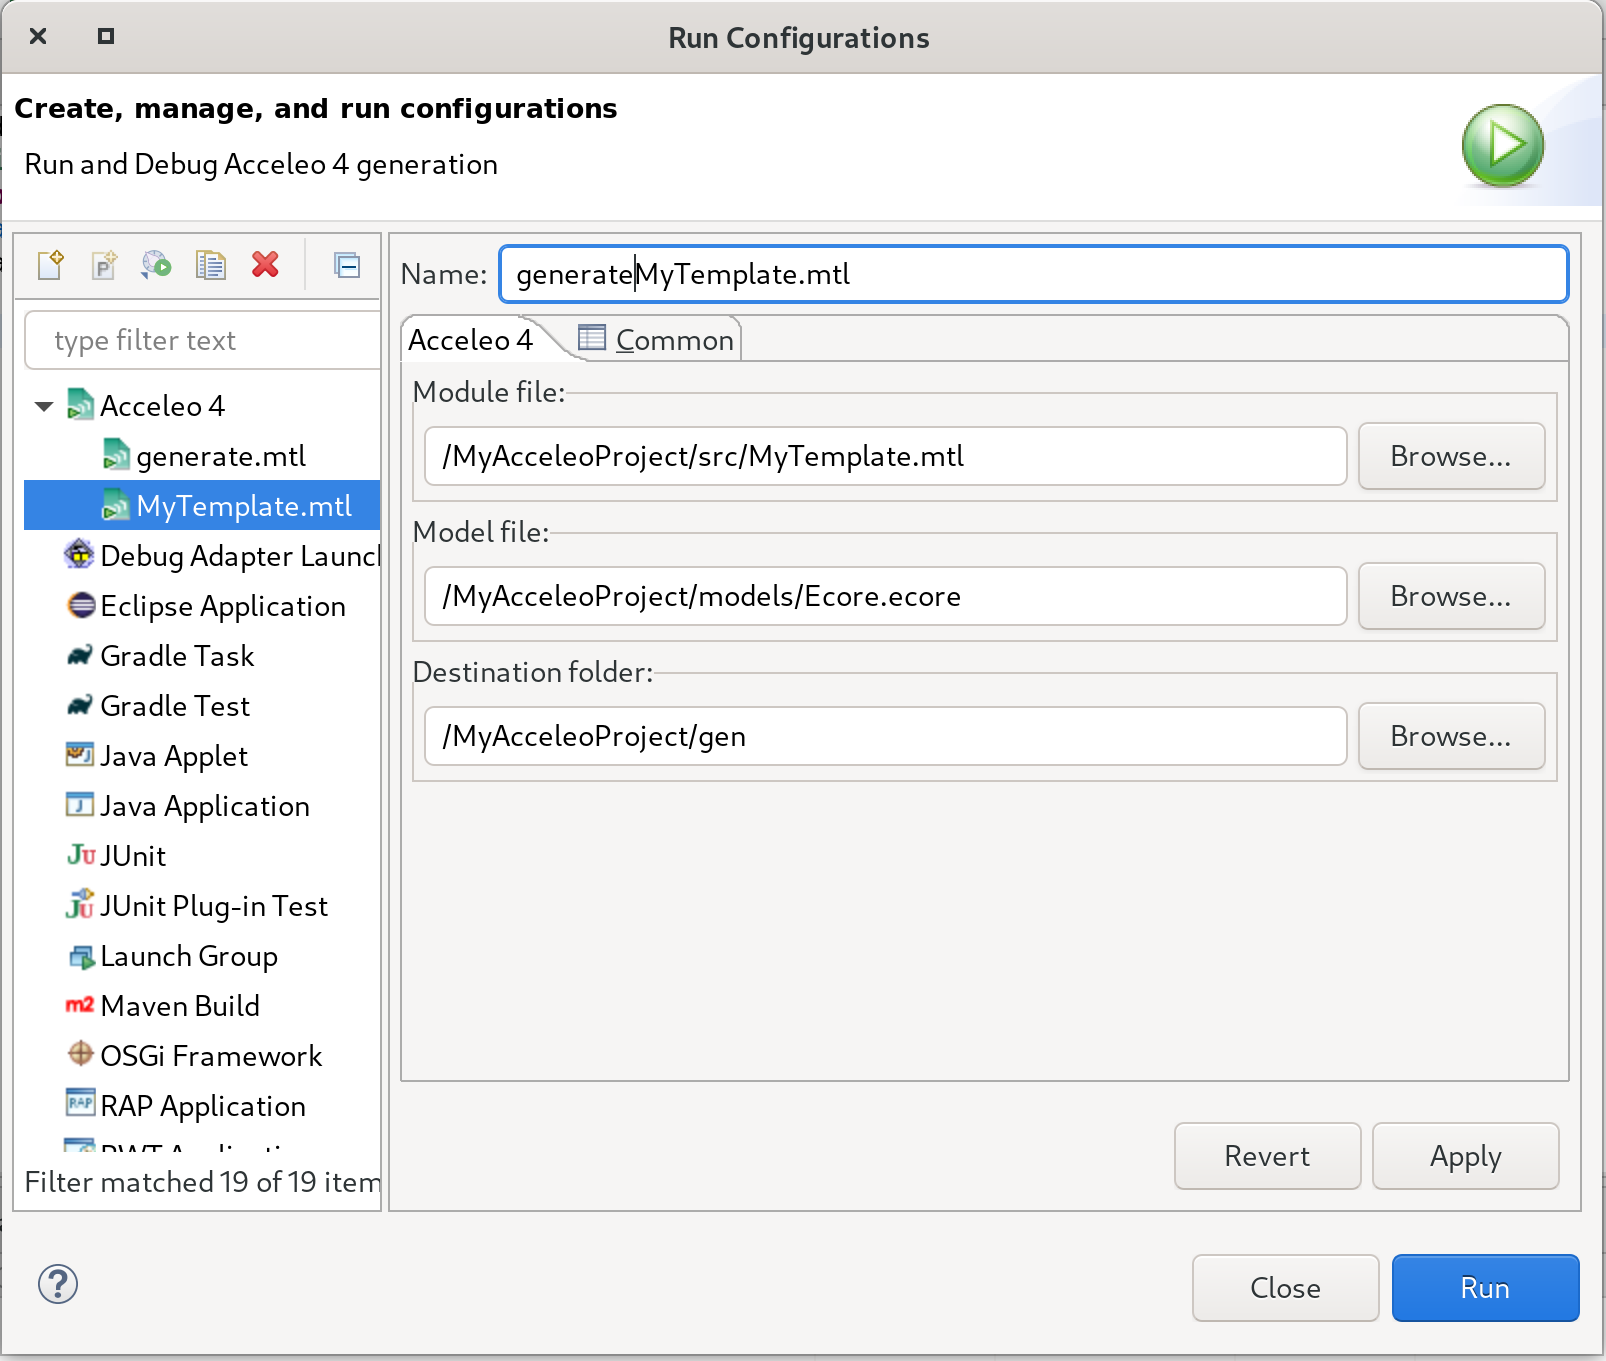 Run Configurations
Create, manage, and run configurations
Run and Debug Acceleo 4 generation
type filter text
Acceleo 4
generate.mtl
MyTemplate.mtl
Debug Adapter Launch
Eclipse Application
Gradle Task
Gradle Test
Java Applet
Java Application
JUnit
JUnit Plug-in Test
Launch Group
m2 Maven Build
OSGi Framework
RAP RAP Application
Filter matched 19 of 19 item
Name: generateMyTemplate.mtl
Acceleo 4
Common
Module file:
/MyAcceleoProject/src/MyTemplate.mtl
Browse...
Model file:
/MyAcceleoProject/models/Ecore.ecore
Browse...
Destination folder:
/MyAcceleoProject/gen
Browse...
Revert
Apply
Close
Run